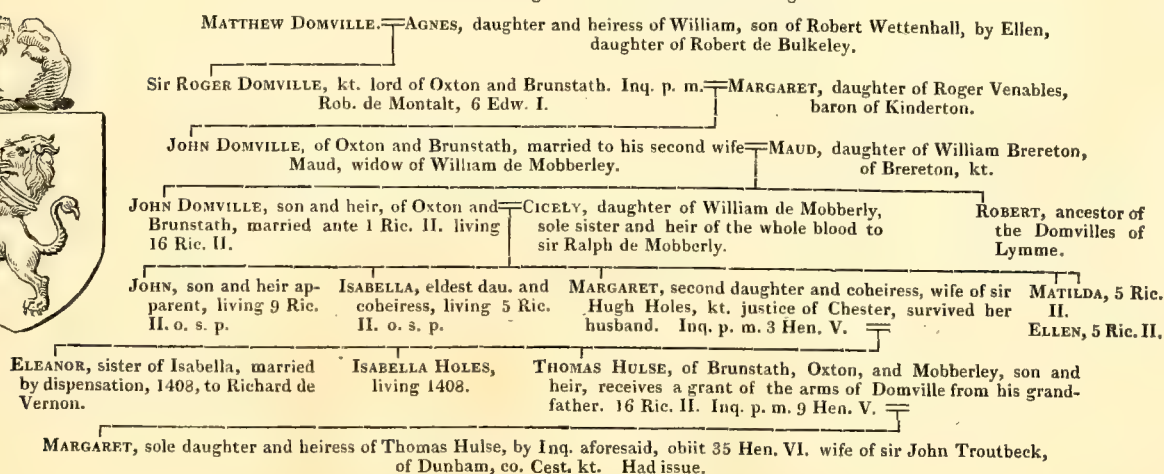 MATTHEW DOMVILLE. AGNES, daughter and heiress of William, son of Robert Wettenhall, by Ellen,
daughter of Robert de Bulkeley.
Sir ROGER DOMVILLE, kt. lord of Oxton and Brunstath. Inq. p. m. MARGARET, daughter of Roger Venables,
Rob. de Montalt, 6 Edw. I. baron of Kinderton.
JOHN DOMVILLE, of Oxton and Brunstath, married to his second wife MAUD, daughter of William Brereton,
Maud, widow of William de Mobberley. of Brereton, kt.
JOHN DOMVILLE, son and heir, of Oxton and
Brunstath, married ante 1 Ric. II. living
16 Ric. II.
CICELY, daughter of William de Mobberly,
sole sister and heir of the whole blood to
sir Ralph de Mobberly.
ROBERT, ancestor of
the Domvilles of
Lymme.
JOHN, son and heir ap-
parent, living 9 Ric.
II. o. s. p.
ISABELLA, eldest dau. and
coheiress, living 5 Ric.
II. o. s. p.
MARGARET, second daughter and coheiress, wife of sir
Hugh Holes, kt. justice of Chester, survived her
husband. Inq. p. m. 3 Hen. V.
MATILDA, 5 Ric.
II.
ELLEN, 5 Ric. II.
ELEANOR, sister of Isabella, married
by dispensation, 1408, to Richard de
Vernon.
ISABELLA HOLES,
living 1408.
THOMAS HULSE, of Brunstath, Oxton, and Mobberley, son and
heir, receives a grant of the arms of Domville from his grand-
father. 16 Ric. II. Inq. p. m. 9 Hen. V.
MARGARET, sole daughter and heiress of Thomas Hulse, by Inq. aforesaid, obiit 35 Hen. VI. wife of sir John Troutbeck,
of Dunham, co. Cest. kt. Had issue.